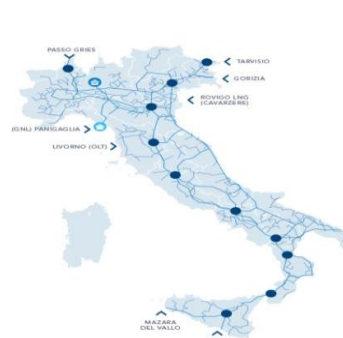 PASSO GRIES
TARVISIO
GORIZIA
ROVIGO LNG
(CAVARZERE)
(GNL) PANIGAGLIA
LIVORNO (OLT)
MAZARA
DEL VALLO